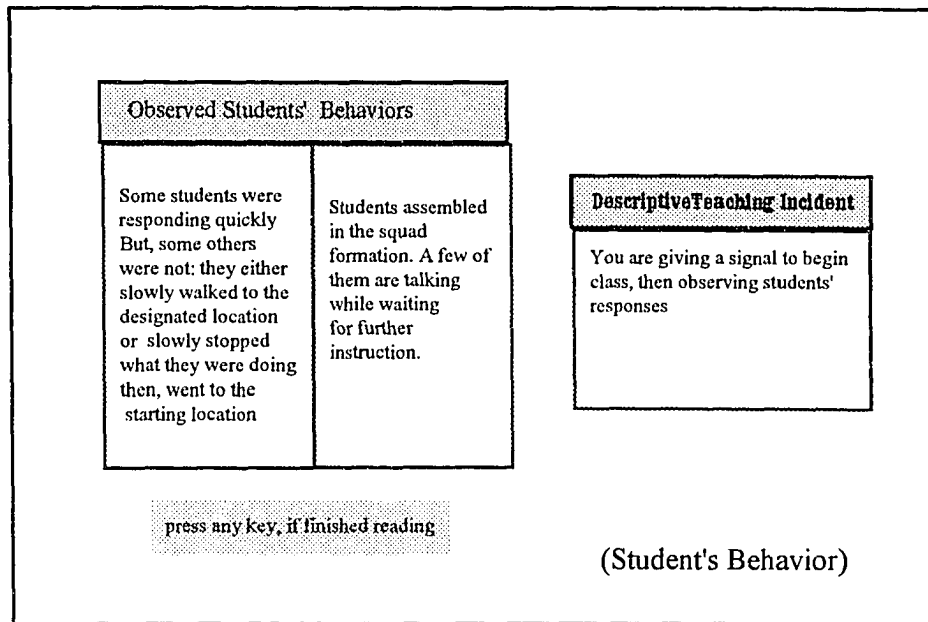 Observed Students' Behaviors
Some students were
responding quickly
But, some others
were not: they either
slowly walked to the
designated location
or slowly stopped
what they were doing
then, went to the
starting location
Students assembled
in the squad
formation. A few of
them are talking
while waiting
for further
instruction.
DescriptiveTeaching Incident
You are giving a signal to begin
class, then observing students'
responses
press any key, if finished reading
(Student's Behavior)